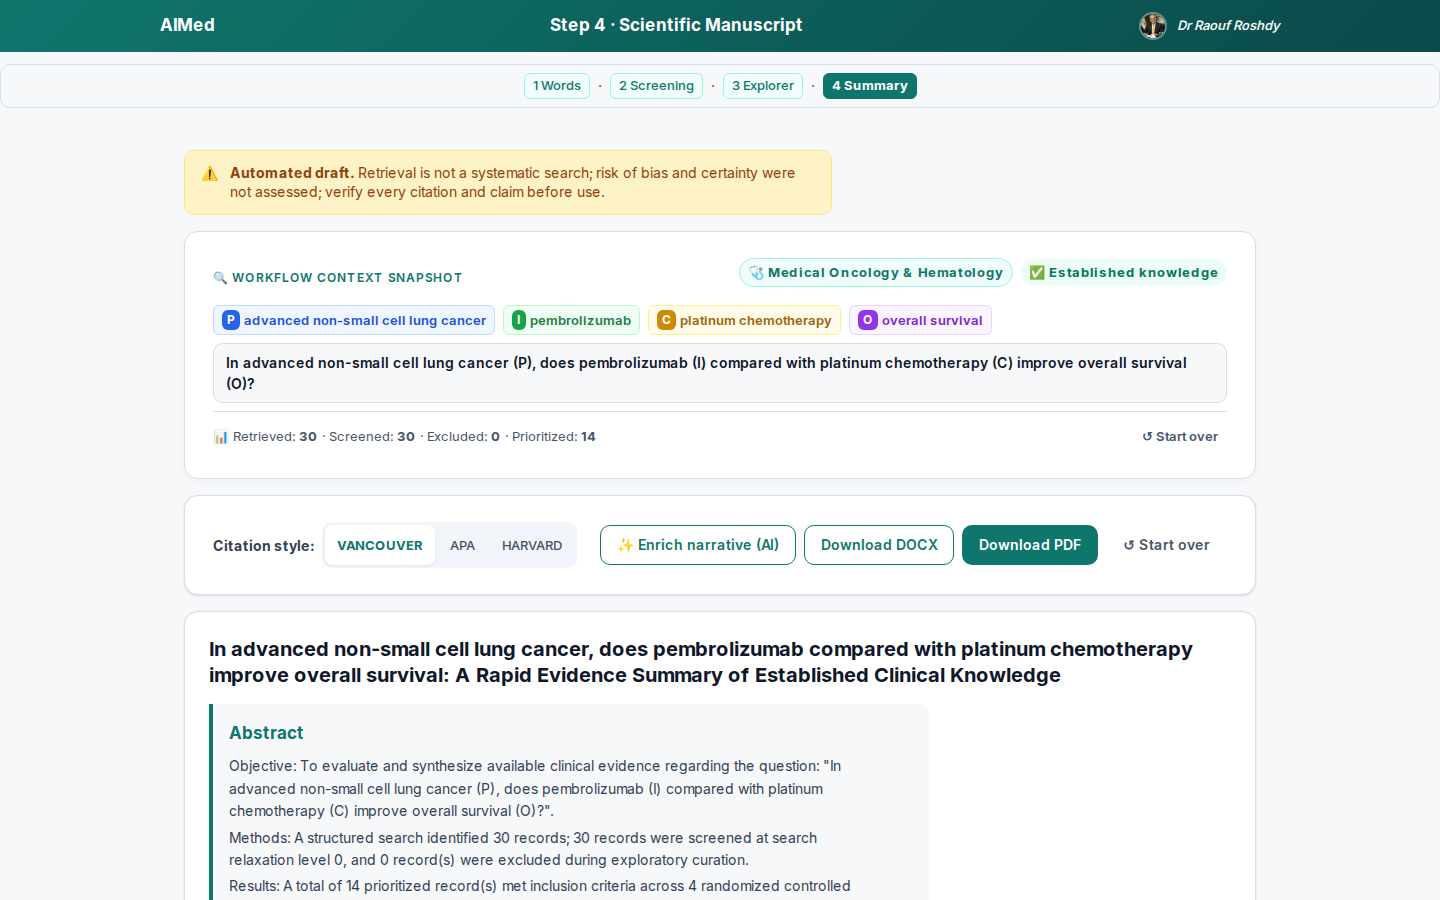 AIMed
Step 4 · Scientific Manuscript
Dr Raouf Roshdy
1 Words · 2 Screening · 3 Explorer · 4 Summary
⚠️ Automated draft. Retrieval is not a systematic search; risk of bias and certainty were
not assessed; verify every citation and claim before use.
🔍 WORKFLOW CONTEXT SNAPSHOT
🩺 Medical Oncology & Hematology
✅ Established knowledge
P advanced non-small cell lung cancer
I pembrolizumab
C platinum chemotherapy
O overall survival
In advanced non-small cell lung cancer (P), does pembrolizumab (I) compared with platinum chemotherapy (C) improve overall survival
(O)?
📊 Retrieved: 30 · Screened: 30 · Excluded: 0 · Prioritized: 14
↺ Start over
Citation style: VANCOUVER APA HARVARD
✨ Enrich narrative (AI)
Download DOCX
Download PDF
↺ Start over
In advanced non-small cell lung cancer, does pembrolizumab compared with platinum chemotherapy
improve overall survival: A Rapid Evidence Summary of Established Clinical Knowledge
Abstract
Objective: To evaluate and synthesize available clinical evidence regarding the question: "In
advanced non-small cell lung cancer (P), does pembrolizumab (I) compared with platinum
chemotherapy (C) improve overall survival (O)?".
Methods: A structured search identified 30 records; 30 records were screened at search
relaxation level 0, and 0 record(s) were excluded during exploratory curation.
Results: A total of 14 prioritized record(s) met inclusion criteria across 4 randomized controlled